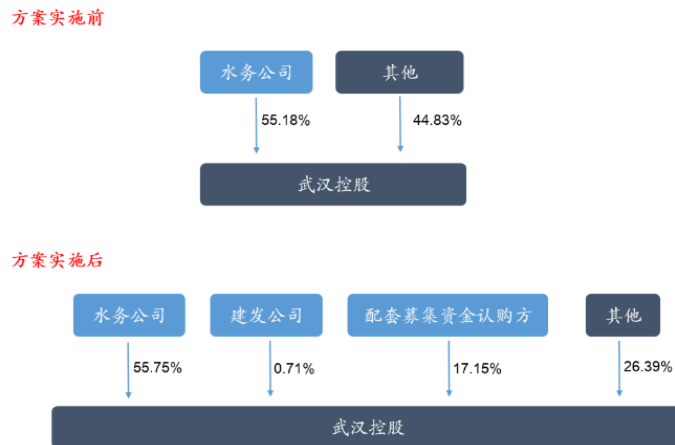 方案实施前
水务公司 其他
55.18% 44.83%
武汉控股
方案实施后
水务公司 建发公司 配套募集资金认购方 其他
55.75% 0.71% 17.15% 26.39%
武汉控股